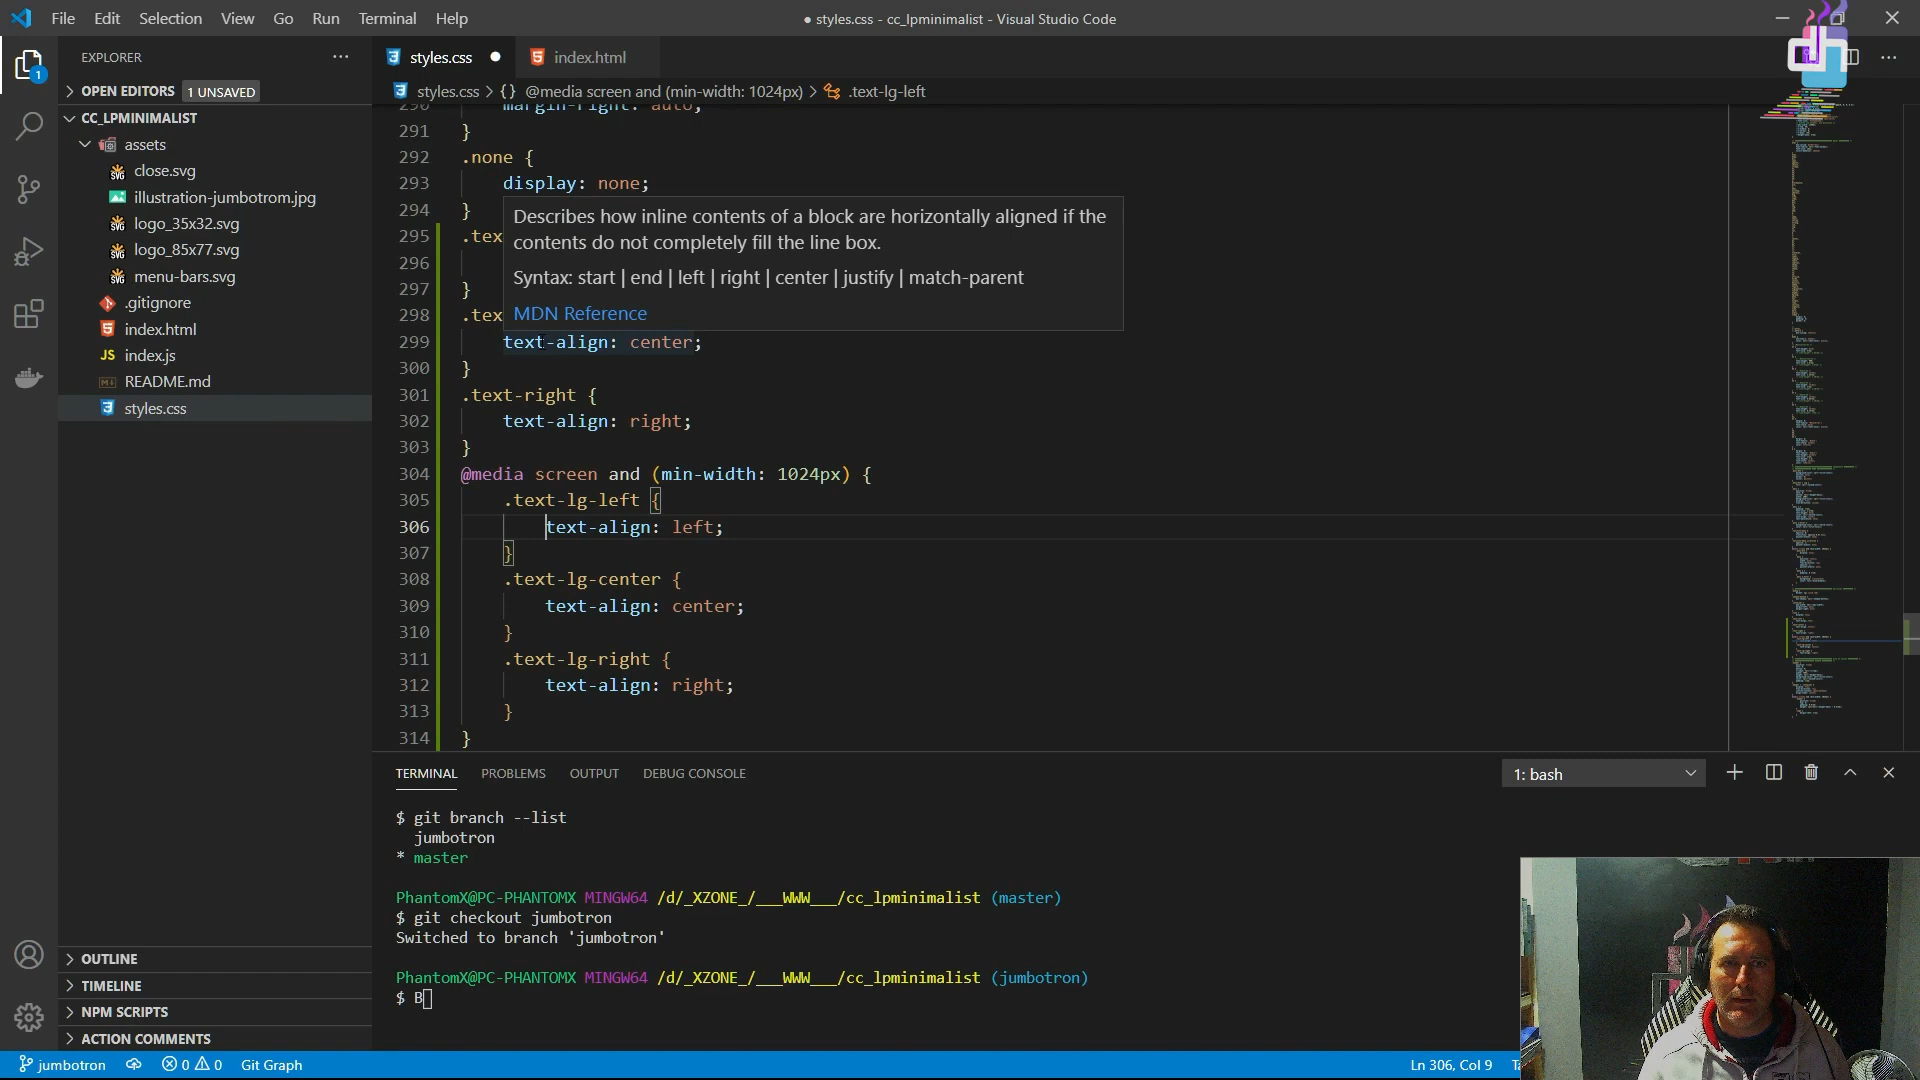 File Edit Selection View Go Run Terminal Help
● styles.css - cc_lpminimalist - Visual Studio Code
EXPLORER
styles.css
index.html
1
OPEN EDITORS 1 UNSAVED
styles.css > {} @media screen and (min-width: 1024px) > .text-lg-left
CC_LPMINIMALIST
assets
close.svg
illustration-jumbotrom.jpg
logo_35x32.svg
logo_85x77.svg
menu-bars.svg
.gitignore
index.html
JS index.js
README.md
styles.css
290 margin-right: auto;
291 }
292 .none {
293 display: none;
294 }
295 .tex
296
297 }
298 .tex
Describes how inline contents of a block are horizontally aligned if the
contents do not completely fill the line box.
Syntax: start | end | left | right | center | justify | match-parent
MDN Reference
299 text-align: center;
300 }
301 .text-right {
302 text-align: right;
303 }
304 @media screen and (min-width: 1024px) {
305 .text-lg-left {
306 text-align: left;
307 }
308 .text-lg-center {
309 text-align: center;
310 }
311 .text-lg-right {
312 text-align: right;
313 }
314 }
TERMINAL PROBLEMS OUTPUT DEBUG CONSOLE
1: bash
$ git branch --list
jumbotron
* master
PhantomX@PC-PHANTOMX MINGW64 /d/_XZONE_/___WWW___/cc_lpminimalist (master)
$ git checkout jumbotron
Switched to branch 'jumbotron'
PhantomX@PC-PHANTOMX MINGW64 /d/_XZONE_/___WWW___/cc_lpminimalist (jumbotron)
$ B
OUTLINE
TIMELINE
NPM SCRIPTS
ACTION COMMENTS
jumbotron 0 0 Git Graph
Ln 306, Col 9